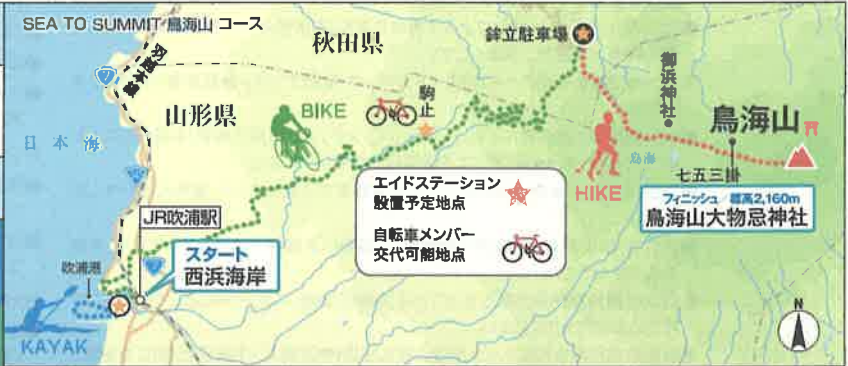 SEA TO SUMMIT 鳥海山 コース
秋田県
鉾立駐車場
御浜神社
羽越本線
7
山形県
BIKE
駒止
鳥海山
日本海
HIKE
鳥海
七五三掛
エイドステーション
設置予定地点
自転車メンバー
交代可能地点
フィニッシュ/標高2,160m
鳥海山大物忌神社
JR吹浦駅
スタート
西浜海岸
吹浦港
KAYAK
N